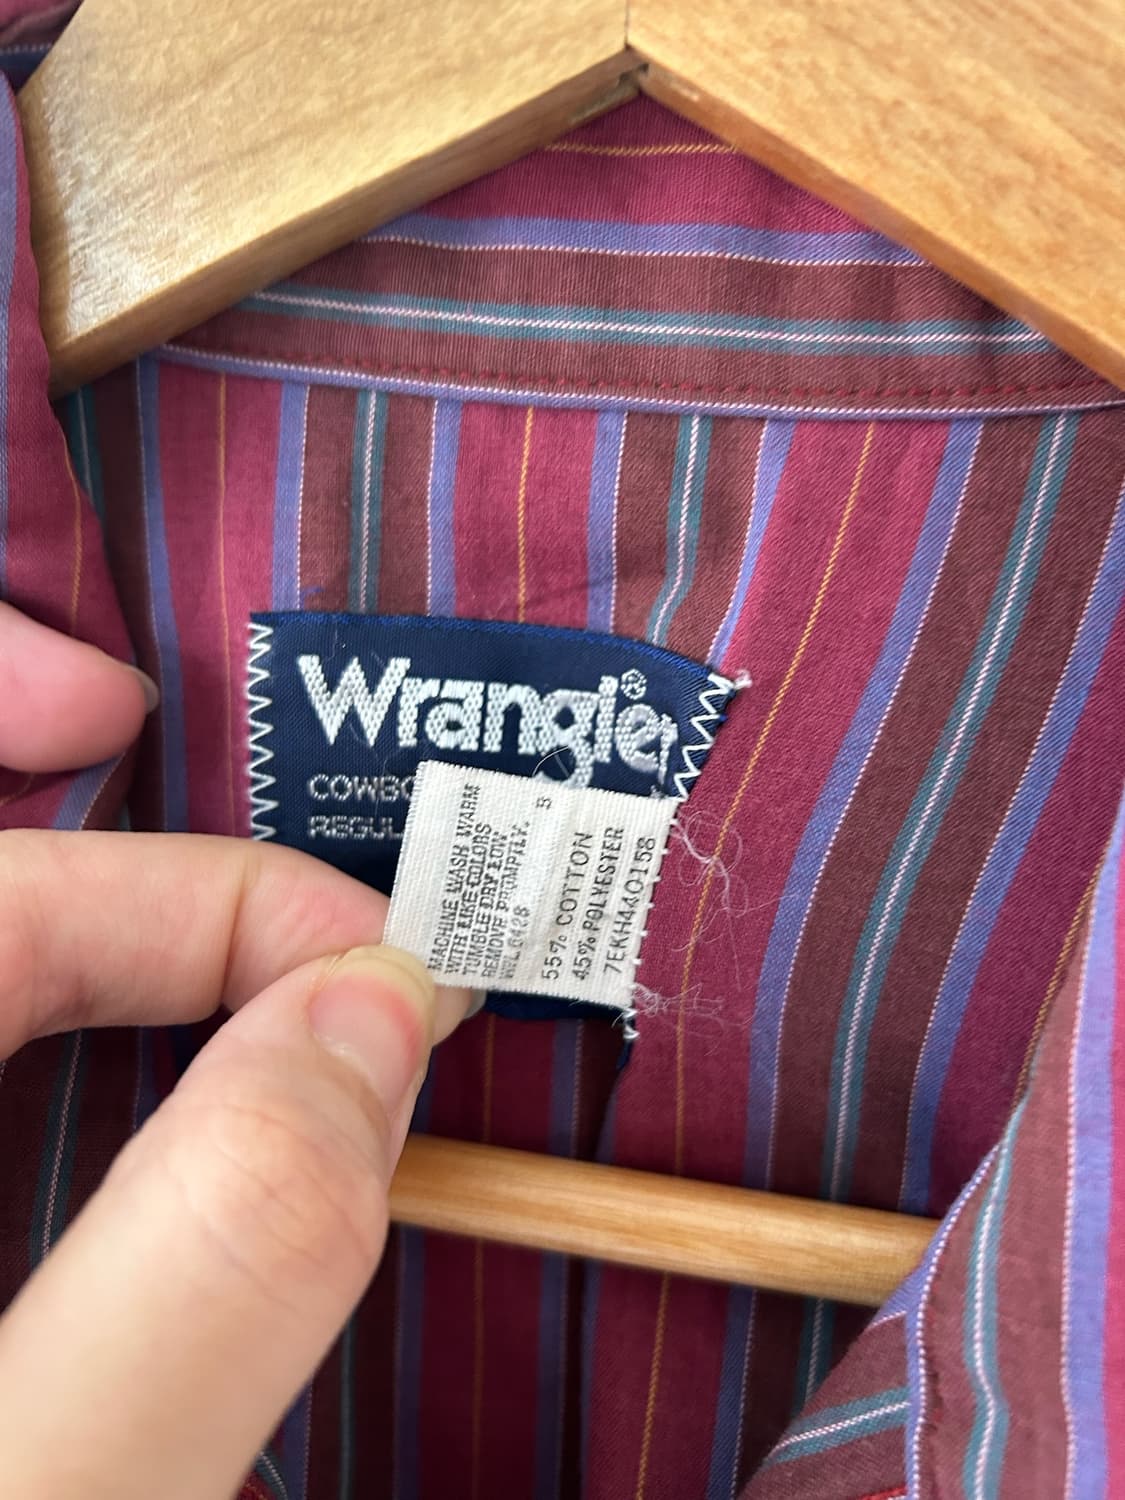 Wrangler®
COWBO
REGUL
MACHINE WASH WARM
WITH LIKE COLORS
TUMBLE DRY LOW
REMOVE PROMPTLY.
WPL 6428
B
55% COTTON
45% POLYESTER
7EKH440158